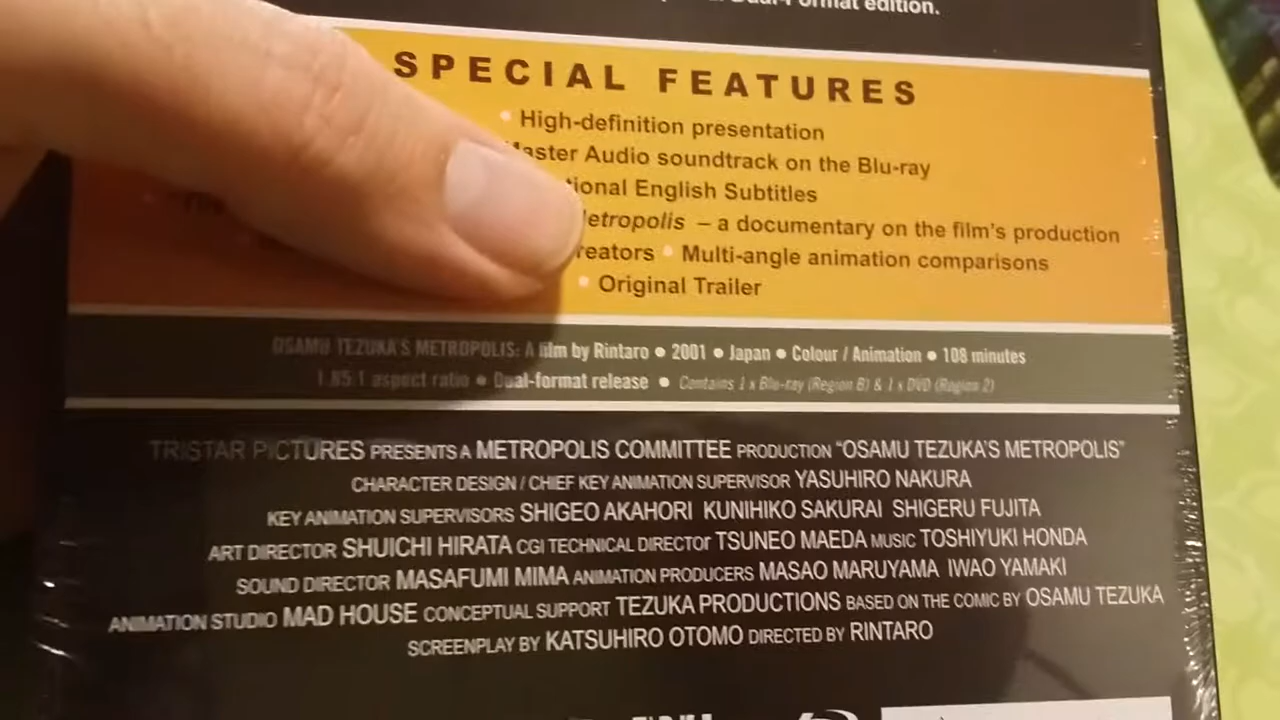 Dual-Format edition.
SPECIAL FEATURES
• High-definition presentation
Master Audio soundtrack on the Blu-ray
English Subtitles
Metropolis – a documentary on the film's production
• Multi-angle animation comparisons
• Original Trailer
OSAMU TEZUKA'S METROPOLIS: A film by Rintaro • 2001 • Japan • Colour / Animation • 108 minutes
1.85:1 aspect ratio • Dual-format release • Contains 1 x Blu-ray (Region B) & 1 x DVD (Region 2)
TRISTAR PICTURES PRESENTS A METROPOLIS COMMITTEE PRODUCTION “OSAMU TEZUKA'S METROPOLIS”
CHARACTER DESIGN / CHIEF KEY ANIMATION SUPERVISOR YASUHIRO NAKURA
KEY ANIMATION SUPERVISORS SHIGEO AKAHORI KUNIHIKO SAKURAI SHIGERU FUJITA
ART DIRECTOR SHUICHI HIRATA CGI TECHNICAL DIRECTOr TSUNEO MAEDA MUSIC TOSHIYUKI HONDA
SOUND DIRECTOR MASAFUMI MIMA ANIMATION PRODUCERS MASAO MARUYAMA IWAO YAMAKI
ANIMATION STUDIO MAD HOUSE CONCEPTUAL SUPPORT TEZUKA PRODUCTIONS BASED ON THE COMIC BY OSAMU TEZUKA
SCREENPLAY BY KATSUHIRO OTOMO DIRECTED BY RINTARO